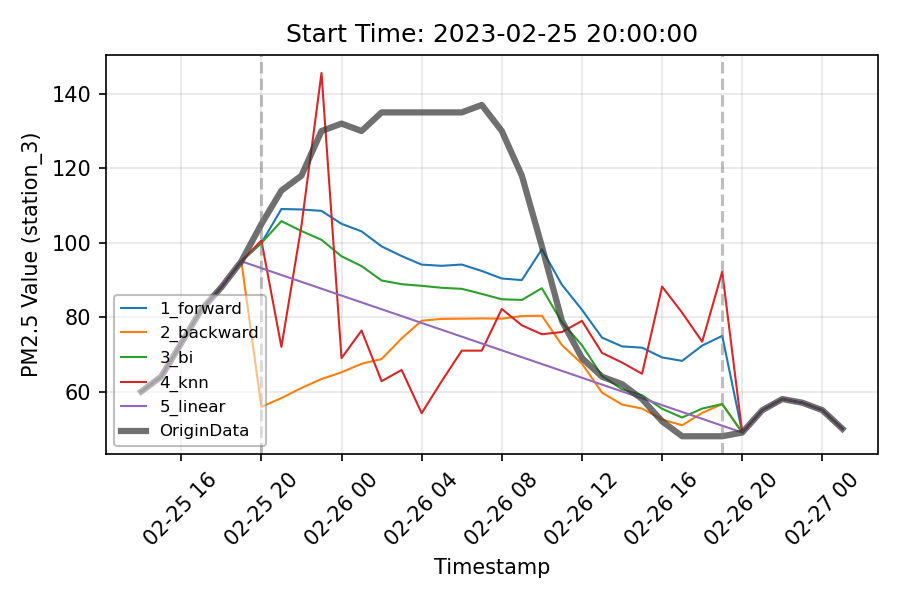 Start Time: 2023-02-25 20:00:00
PM2.5 Value (station_3)
140
120
100
80
60
1_forward
2_backward
3_bi
4_knn
5_linear
OriginData
02-25 16
02-25 20
02-26 00
02-26 04
02-26 08
02-26 12
02-26 16
02-26 20
02-27 00
Timestamp